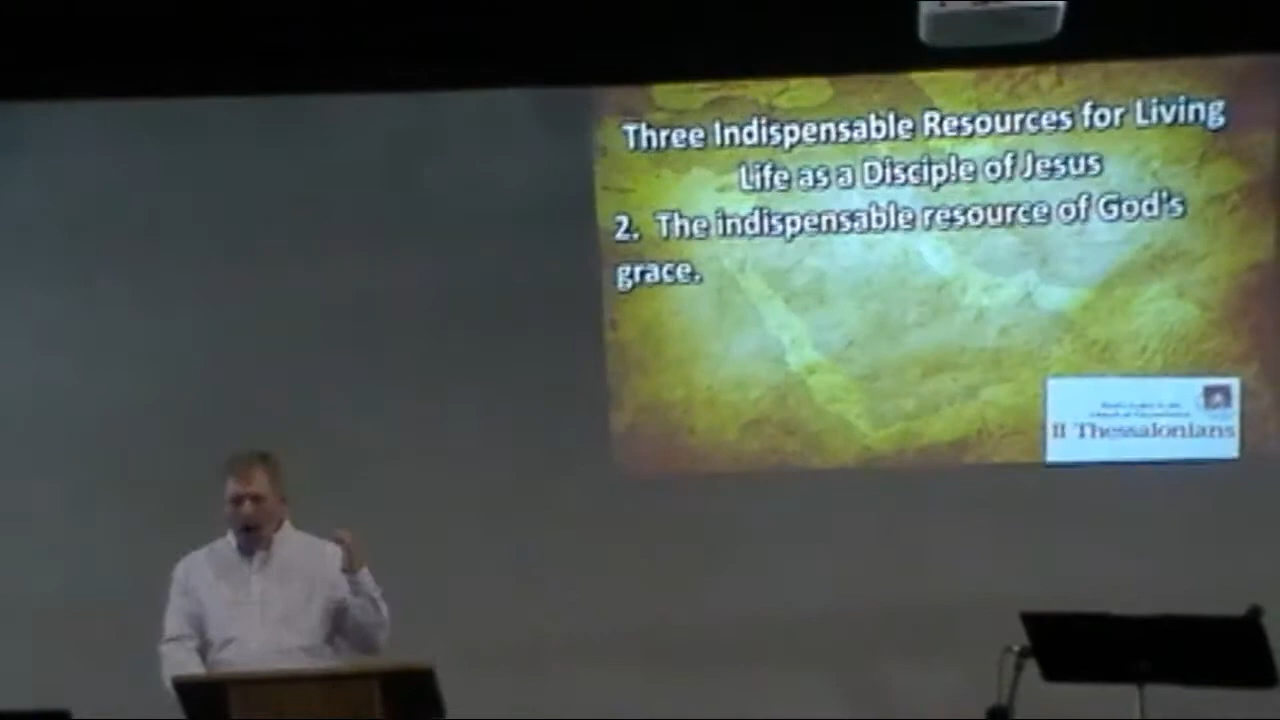 Three Indispensable Resources for Living
Life as a Disciple of Jesus
2. The indispensable resource of God's
grace.
II Thessalonians